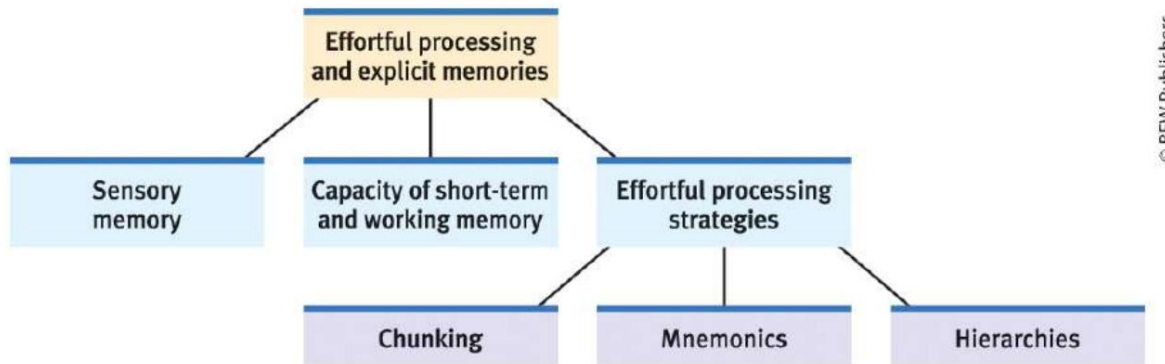 Effortful processing
and explicit memories
Sensory
memory
Capacity of short-term
and working memory
Effortful processing
strategies
Chunking
Mnemonics
Hierarchies